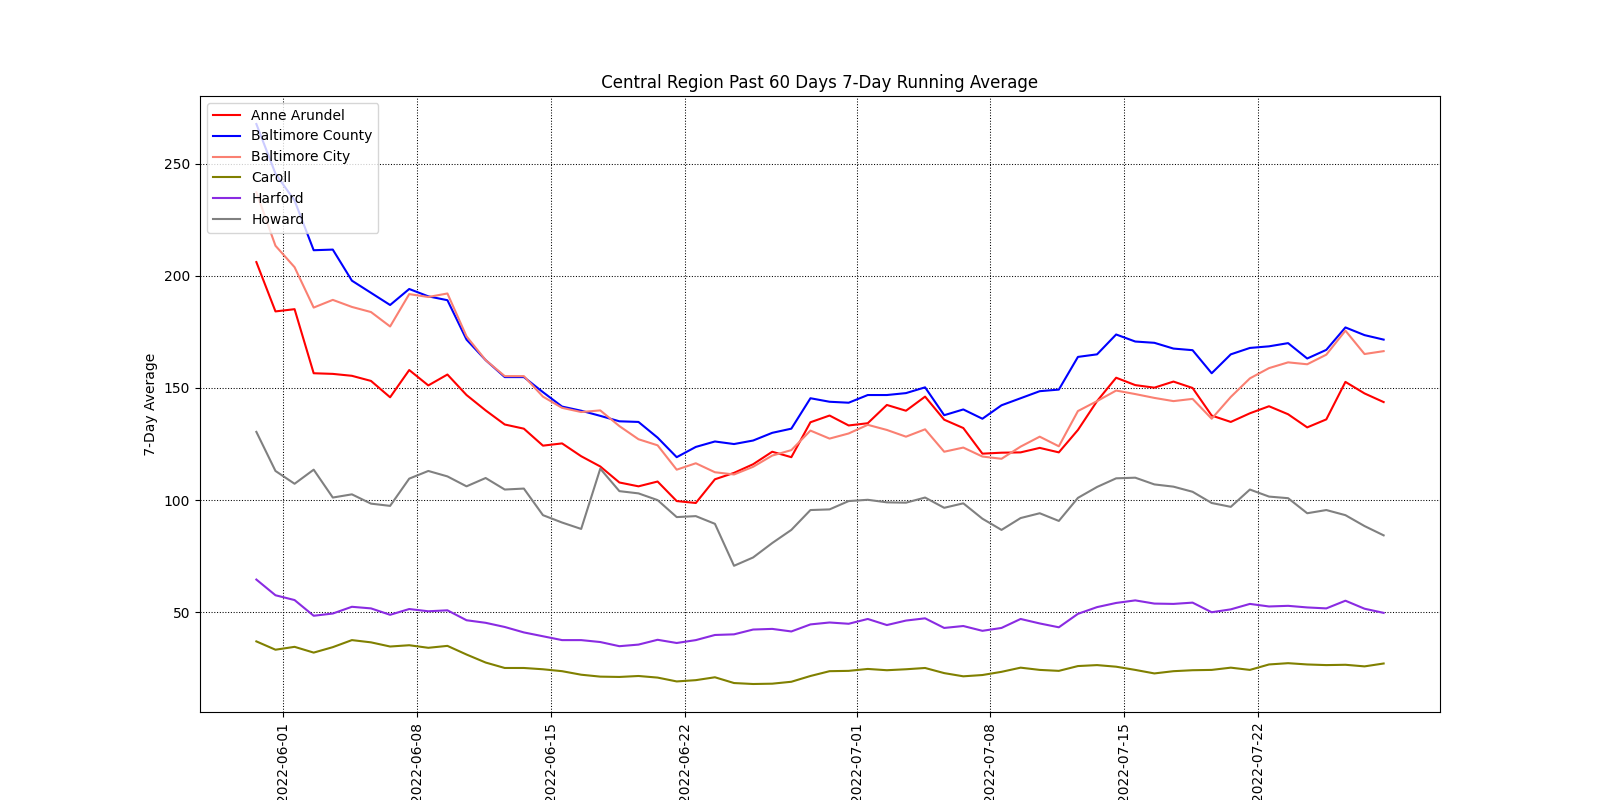 Central Region Past 60 Days 7-Day Running Average
Anne Arundel
Baltimore County
Baltimore City
Caroll
Harford
Howard
7-Day Average
250
200
150
100
50
2022-06-01
2022-06-08
2022-06-15
2022-06-22
2022-07-01
2022-07-08
2022-07-15
2022-07-22